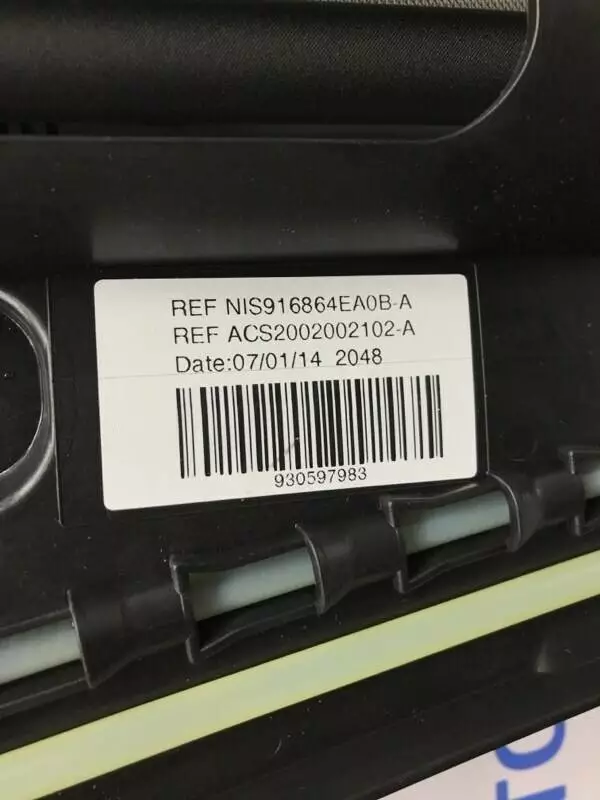 REF NIS916864EA0B-A
REF ACS2002002102-A
Date:07/01/14 2048
930597983